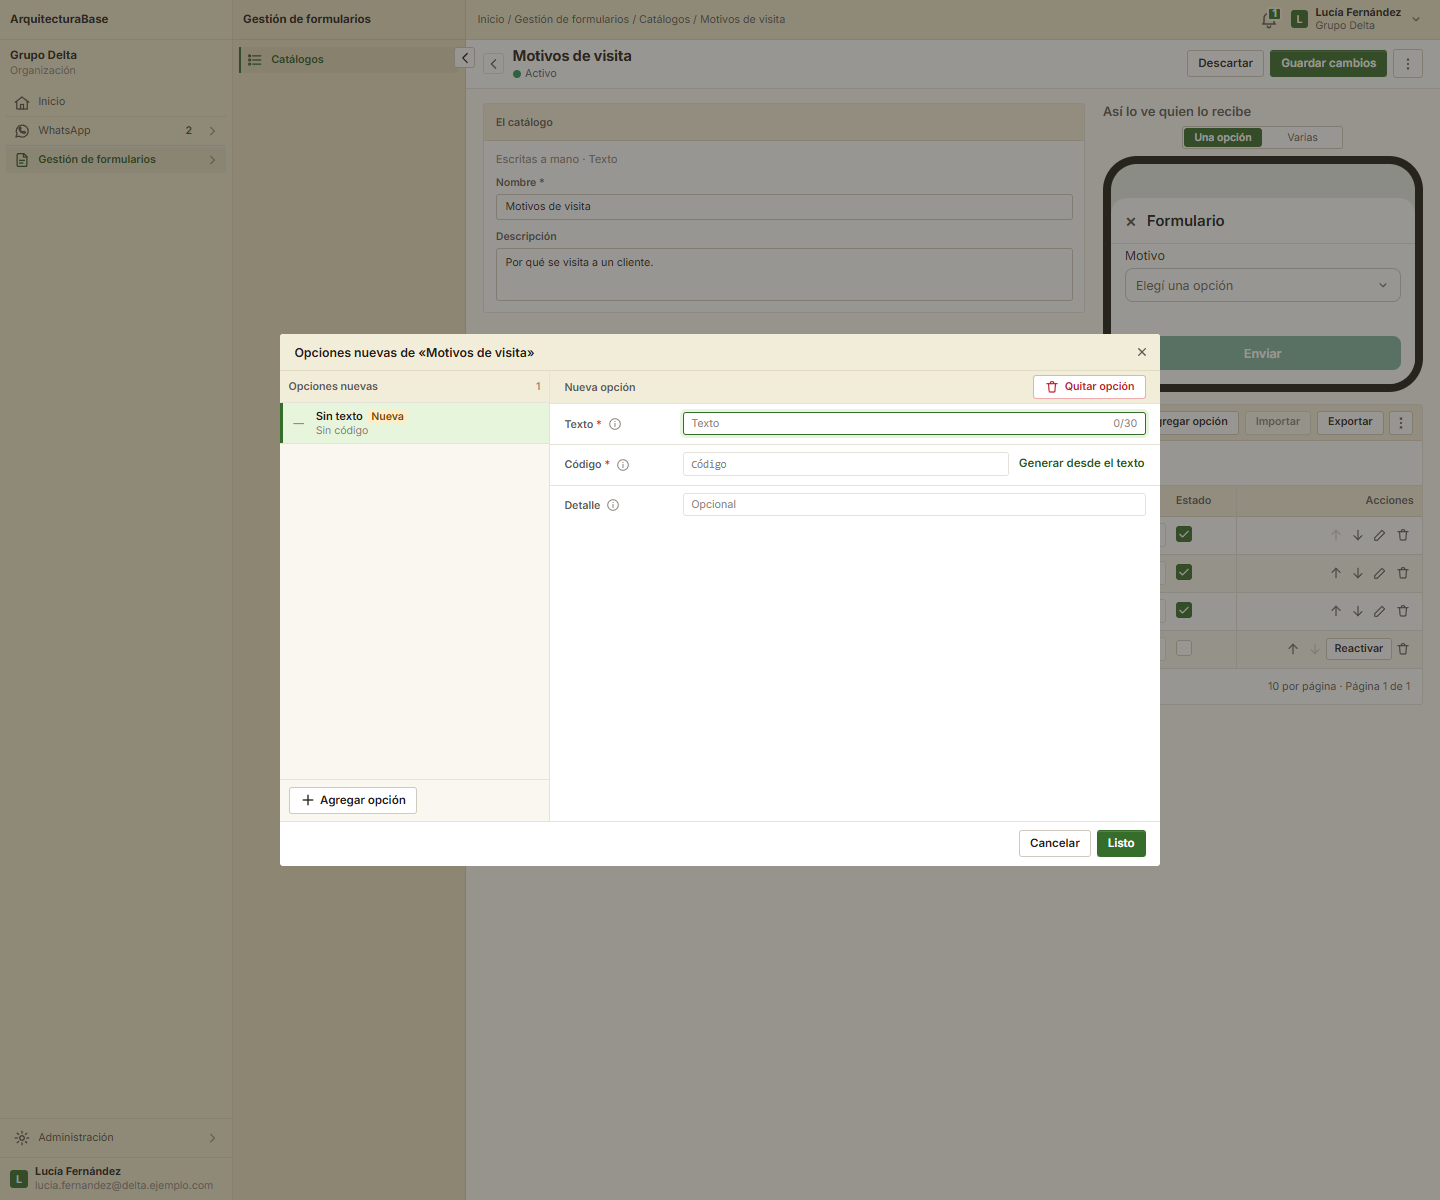 ArquitecturaBase
Gestión de formularios
Inicio / Gestión de formularios / Catálogos / Motivos de visita
1
L
Lucía Fernández
Grupo Delta
Grupo Delta
Organización
Inicio
WhatsApp 2
Gestión de formularios
Catálogos
Motivos de visita
Activo
Descartar
Guardar cambios
El catálogo
Escritas a mano · Texto
Nombre *
Motivos de visita
Descripción
Por qué se visita a un cliente.
Así lo ve quien lo recibe
Una opción
Varias
Formulario
Motivo
Elegí una opción
Enviar
Opciones nuevas de «Motivos de visita»
Opciones nuevas 1
Sin texto Nueva
Sin código
Agregar opción
Nueva opción
Quitar opción
Texto *
Texto 0/30
Código *
Código
Generar desde el texto
Detalle
Opcional
Cancelar
Listo
gregar opción
Importar
Exportar
Estado
Acciones
Reactivar
10 por página · Página 1 de 1
Administración
L
Lucía Fernández
lucia.fernandez@delta.ejemplo.com